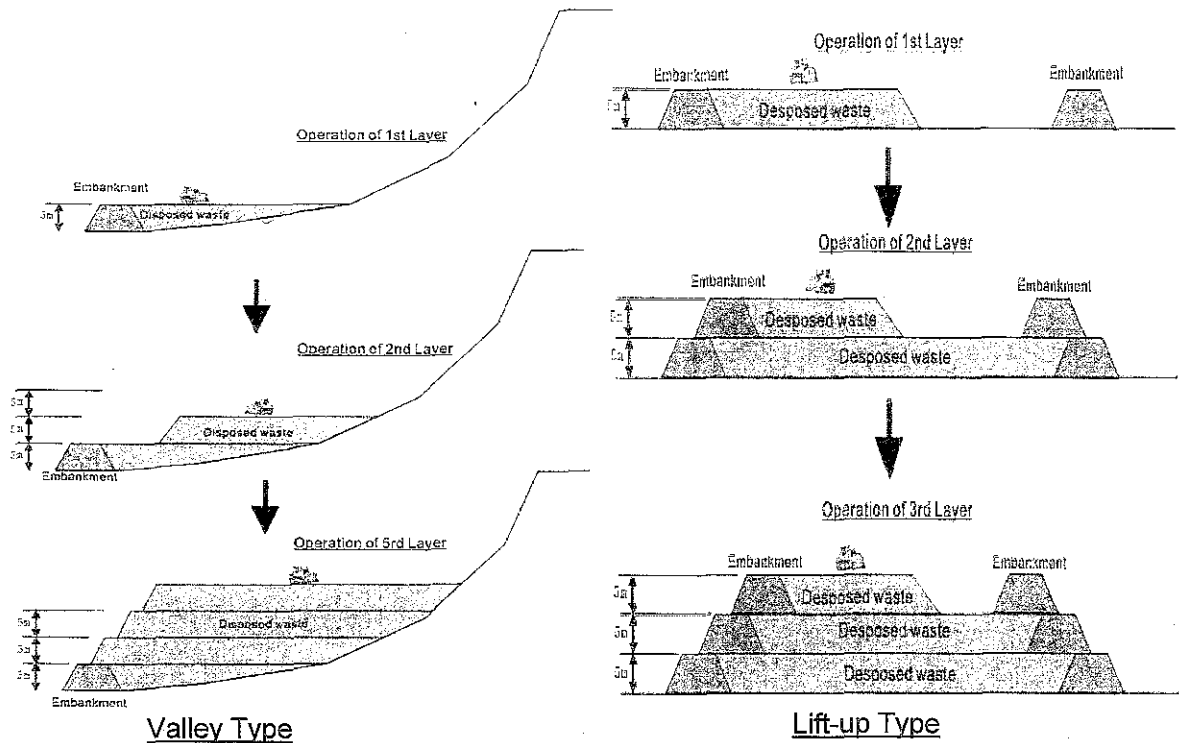 Operation of 1st Layer
Embankment
Disposed waste
5m
Operation of 2nd Layer
Disposed waste
5m
5m
5m
Embankment
Operation of 5rd Layer
Disposed waste
5m
5m
5m
Embankment
Valley Type
Operation of 1st Layer
Embankment
Embankment
Desposed waste
5m
Operation of 2nd Layer
Embankment
Embankment
Desposed waste
5m
Desposed waste
5m
Operation of 3rd Layer
Embankment
Embankment
Desposed waste
5m
Desposed waste
5m
Desposed waste
5m
Lift-up Type